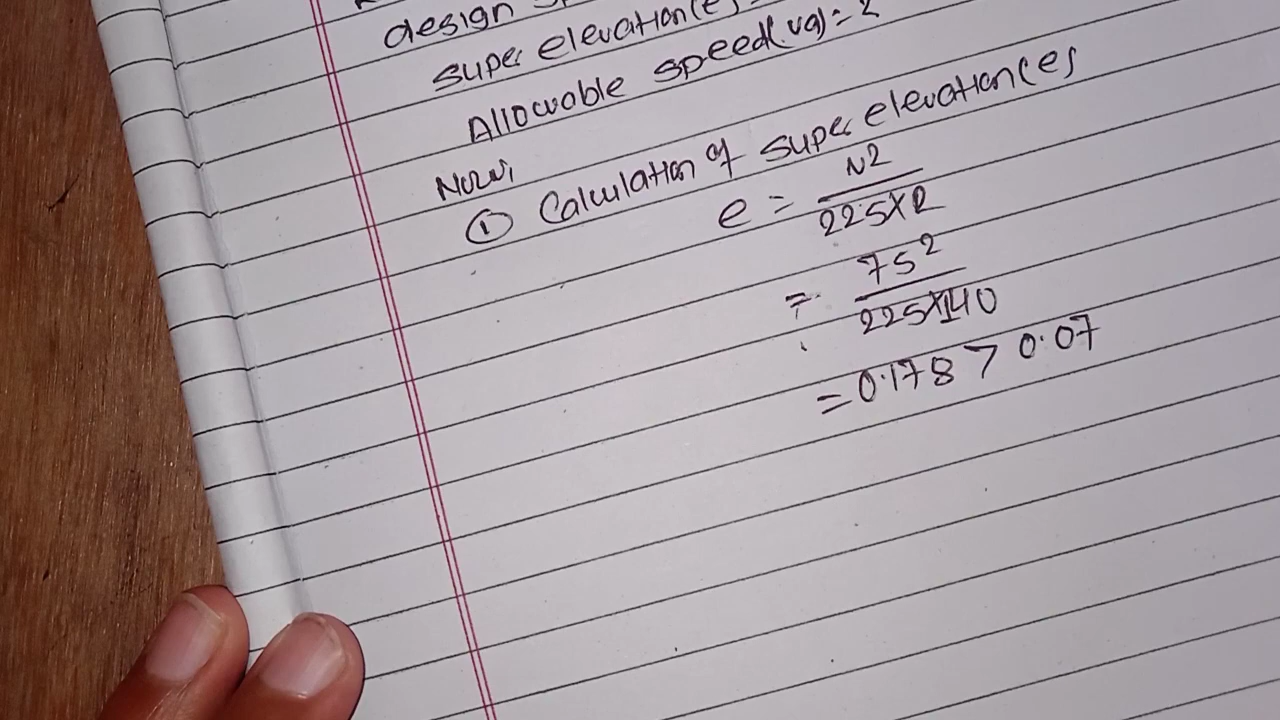 design
super elevation(e)
Allowable speed(va) = ?
Now,
① Calculation of super elevation(e)
e = v²/225×R
= 75²/225×140
= 0.178 > 0.07